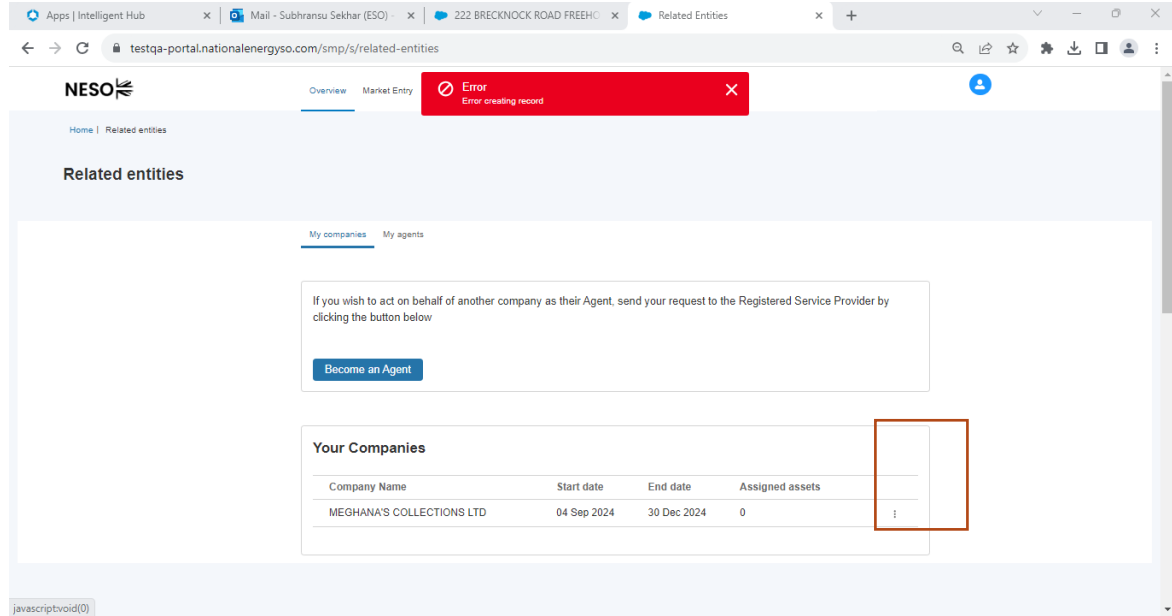 Apps | Intelligent Hub
Mail - Subhransu Sekhar (ESO) -
222 BRECKNOCK ROAD FREEHO
Related Entities
testqa-portal.nationalenergyso.com/smp/s/related-entities
NESO
Overview
Market Entry
Error
Error creating record
Home | Related entities
Related entities
My companies
My agents
If you wish to act on behalf of another company as their Agent, send your request to the Registered Service Provider by
clicking the button below
Become an Agent
Your Companies
Company Name Start date End date Assigned assets
MEGHANA'S COLLECTIONS LTD 04 Sep 2024 30 Dec 2024 0
javascript:void(0)